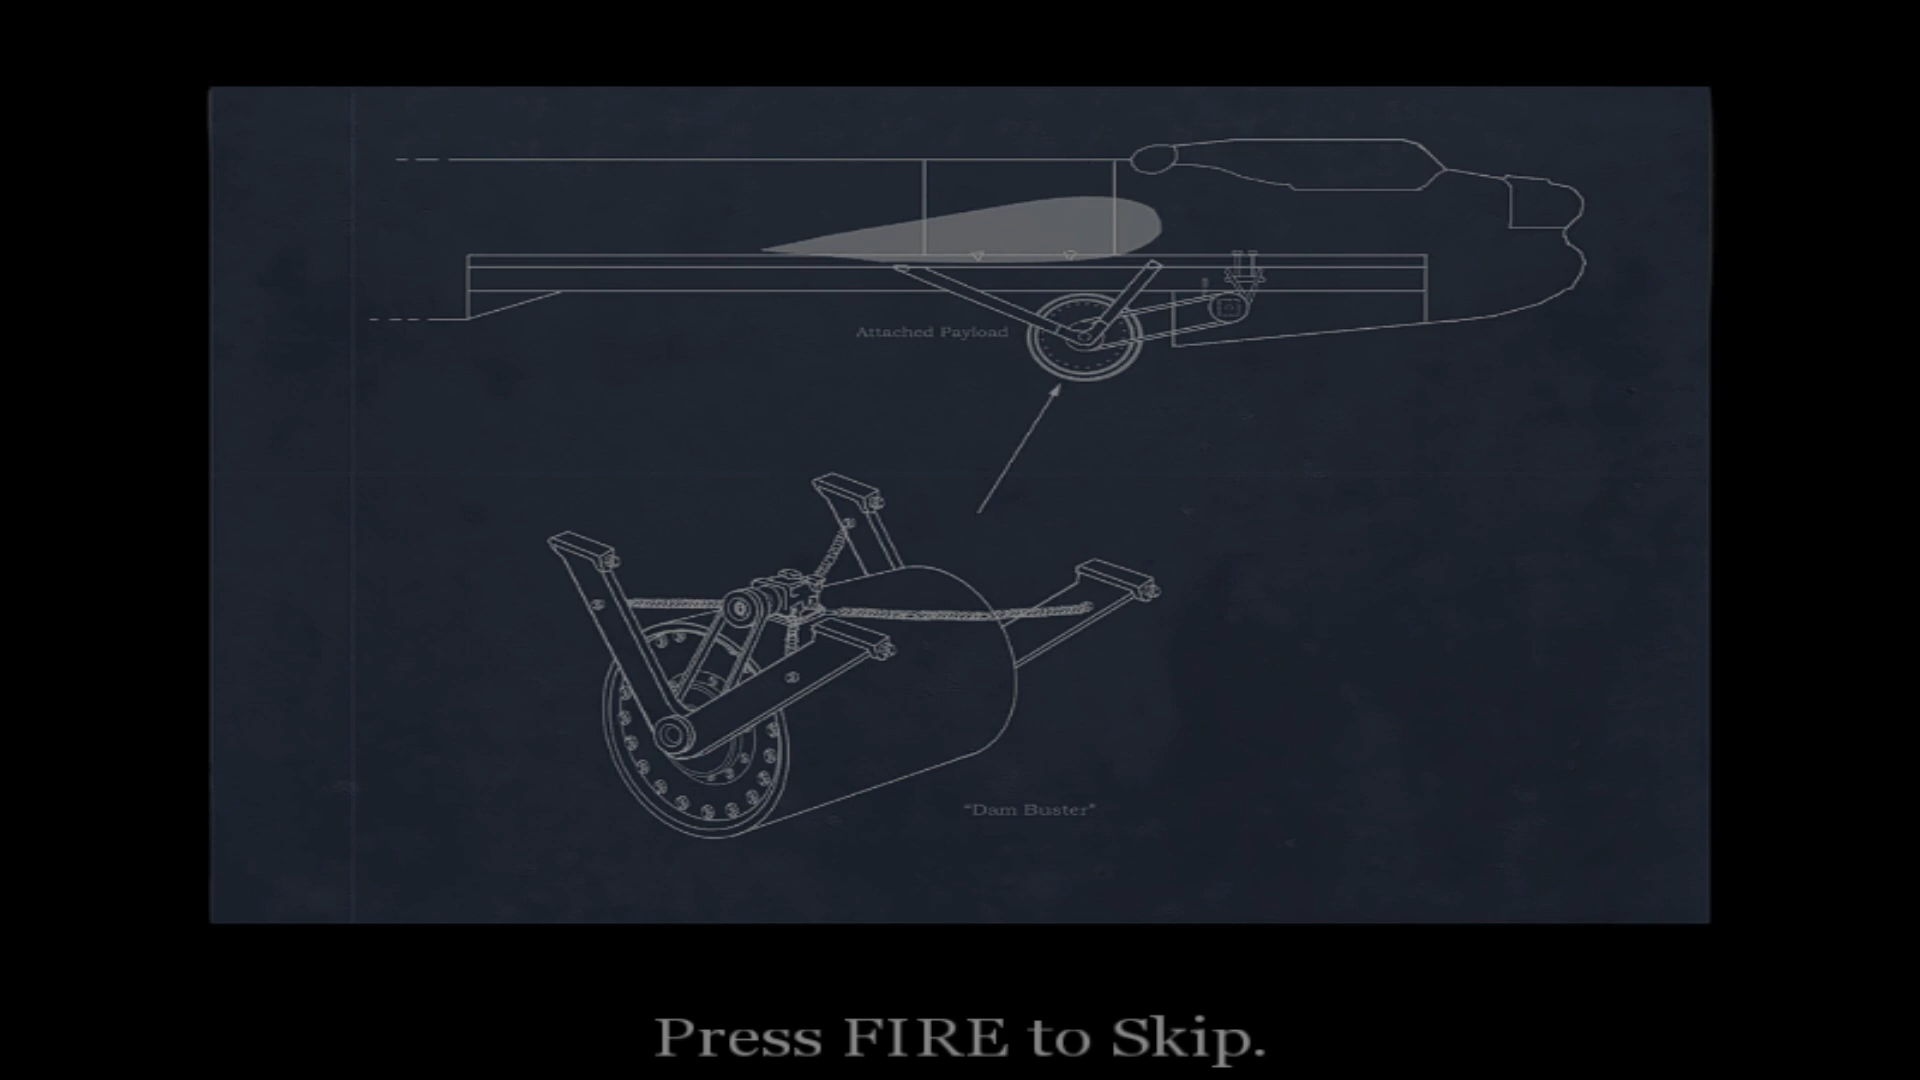 Attached Payload
"Dam Buster"
Press FIRE to Skip.